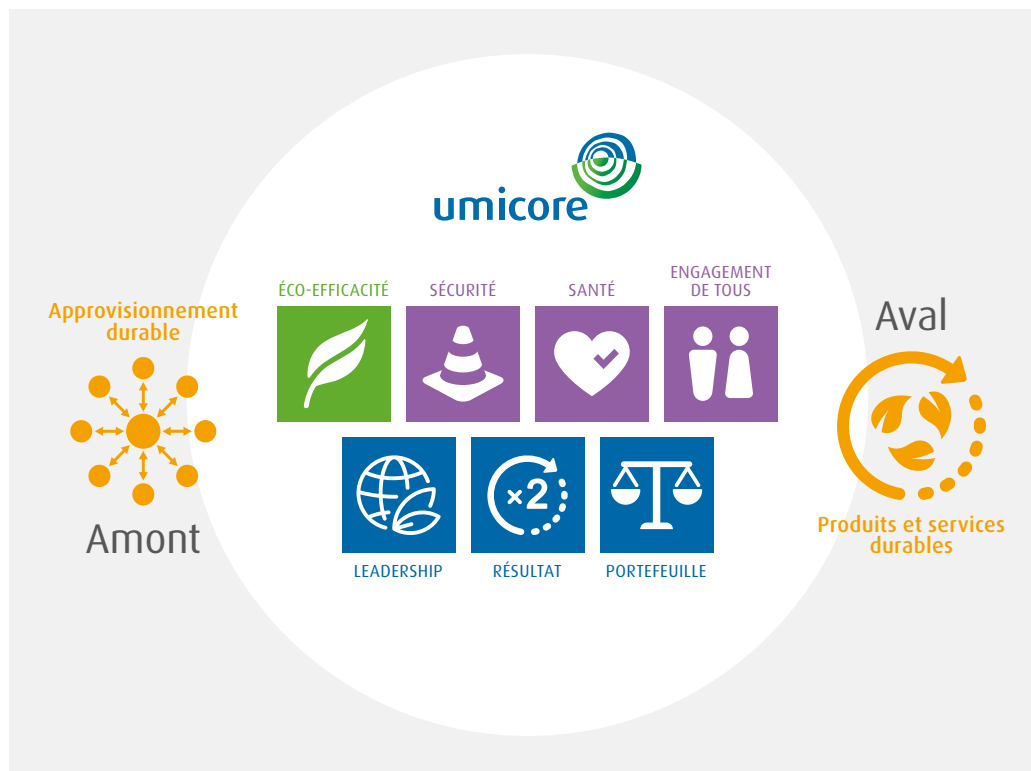 umicore
ÉCO-EFFICACITÉ
SÉCURITÉ
SANTÉ
ENGAGEMENT
DE TOUS
Approvisionnement
durable
Amont
Aval
×2
Produits et services
durables
LEADERSHIP
RÉSULTAT
PORTEFEUILLE